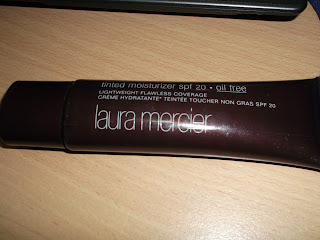 tinted moisturizer spf 20 • oil free
LIGHTWEIGHT FLAWLESS COVERAGE
CRÈME HYDRATANTE* TEINTÉE TOUCHER NON GRAS SPF 20
laura mercier